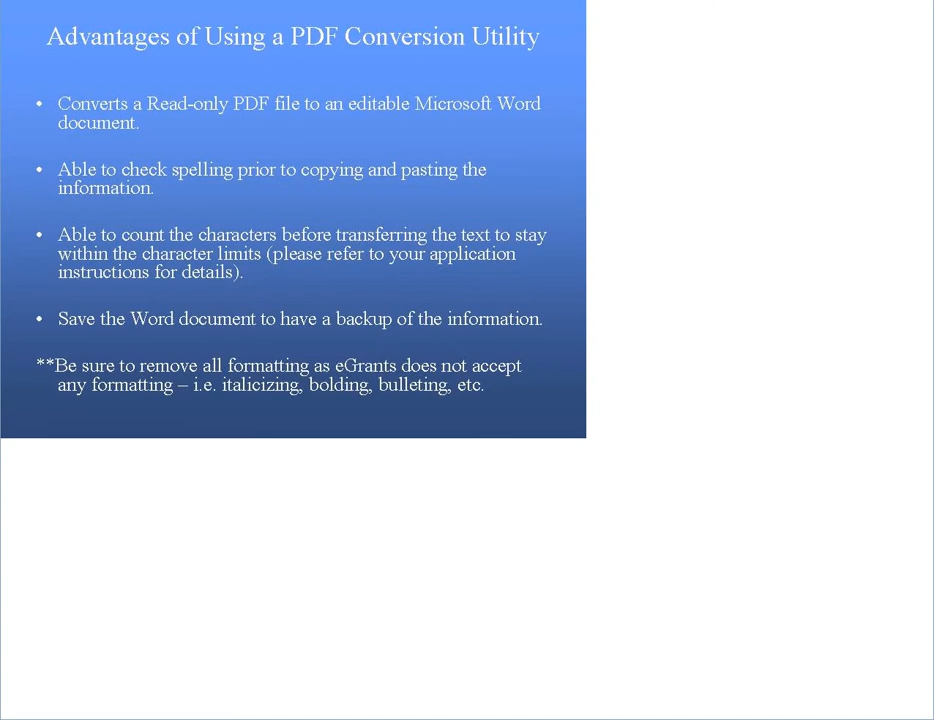 Advantages of Using a PDF Conversion Utility
• Converts a Read-only PDF file to an editable Microsoft Word
document.
• Able to check spelling prior to copying and pasting the
information.
• Able to count the characters before transferring the text to stay
within the character limits (please refer to your application
instructions for details).
• Save the Word document to have a backup of the information.
**Be sure to remove all formatting as eGrants does not accept
any formatting – i.e. italicizing, bolding, bulleting, etc.